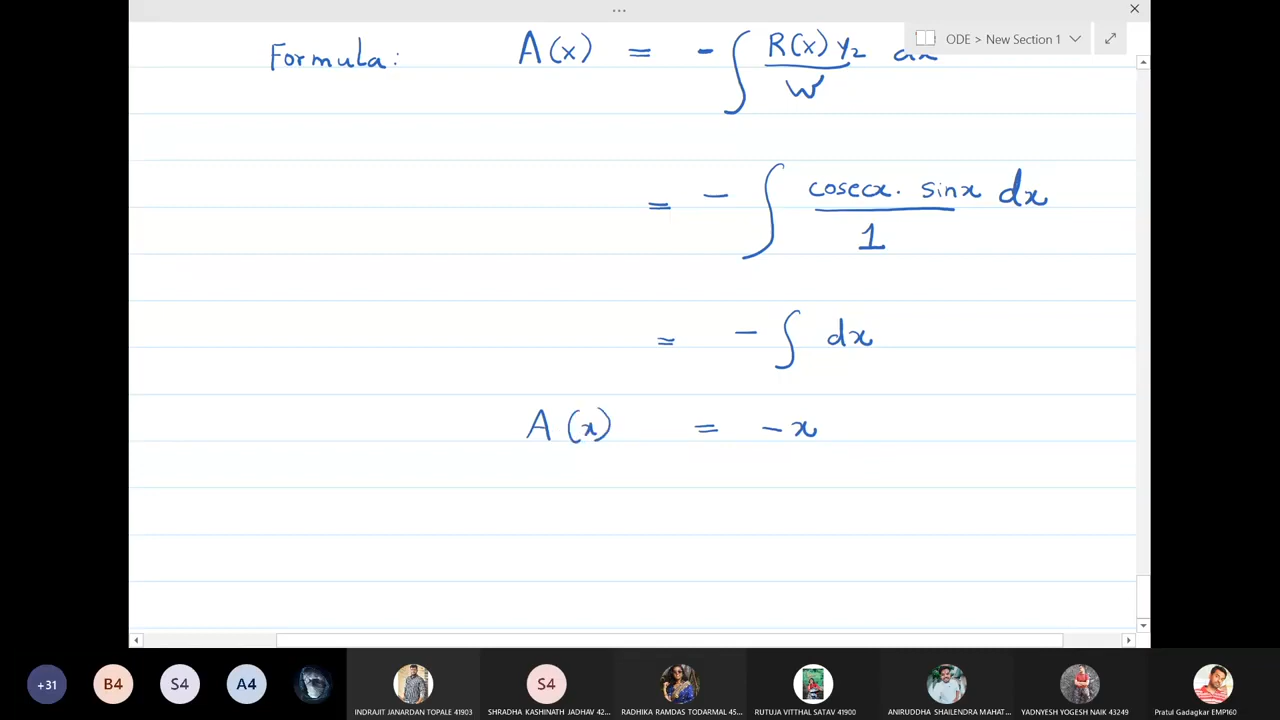 ...
ODE > New Section 1
Formula: A(x) = - ∫ R(x) y₂ / W dx
= - ∫ cosecx. sinx / 1 dx
= - ∫ dx
A(x) = -x
+31 B4 S4 A4 S4
INDRAJIT JANARDAN TOPALE 41903 SHRADHA KASHINATH JADHAV 42... RADHIKA RAMDAS TODARMAL 45... RUTUJA VITTHAL SATAV 41900 ANIRUDDHA SHAILENDRA MAHAT... YADNYESH YOGESH NAIK 43249 Pratul Gadagkar EMP160